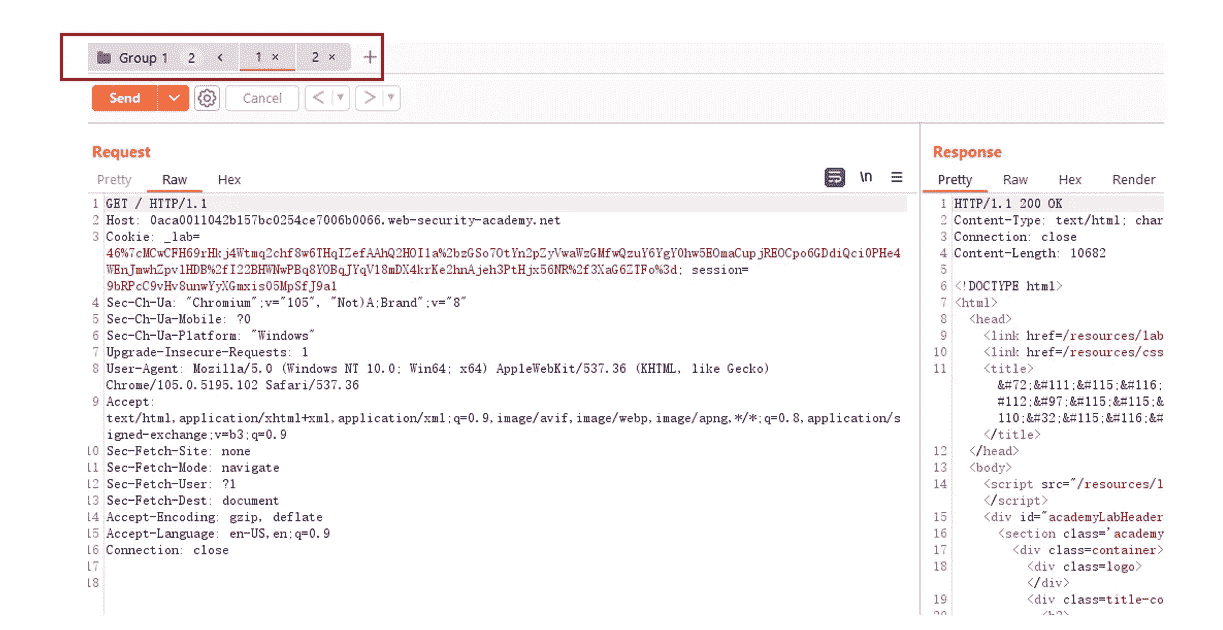 Group 1 2 < 1 × 2 × +
Send Cancel < >
Request
Pretty Raw Hex \n
1 GET / HTTP/1.1
2 Host: 0aca0011042b157bc0254ce7006b0066.web-security-academy.net
3 Cookie: _lab=
4 Sec-Ch-Ua: "Chromium";v="105", "Not)A;Brand";v="8"
5 Sec-Ch-Ua-Mobile: ?0
6 Sec-Ch-Ua-Platform: "Windows"
7 Upgrade-Insecure-Requests: 1
8 User-Agent: Mozilla/5.0 (Windows NT 10.0; Win64; x64) AppleWebKit/537.36 (KHTML, like Gecko)
Chrome/105.0.5195.102 Safari/537.36
9 Accept:
text/html,application/xhtml+xml,application/xml;q=0.9,image/avif,image/webp,image/apng,*/*;q=0.8,application/s
igned-exchange;v=b3;q=0.9
10 Sec-Fetch-Site: none
11 Sec-Fetch-Mode: navigate
12 Sec-Fetch-User: ?1
13 Sec-Fetch-Dest: document
14 Accept-Encoding: gzip, deflate
15 Accept-Language: en-US,en;q=0.9
16 Connection: close
17
18
Response
Pretty Raw Hex Render
1 HTTP/1.1 200 OK
2 Content-Type: text/html; char
3 Connection: close
4 Content-Length: 10682
5
6 <!DOCTYPE html>
7 <html>
8 <head>
9 <link href=/resources/lab
10 <link href=/resources/css
11 <title>
&#72;&#111;&#115;&#116;
#112;&#97;&#115;&#115;&
110;&#32;&#115;&#116;&#
</title>
12 </head>
13 <body>
14 <script src="/resources/l
</script>
15 <div id="academyLabHeader
16 <section class='academy
17 <div class=container>
18 <div class=logo>
</div>
19 <div class=title-co